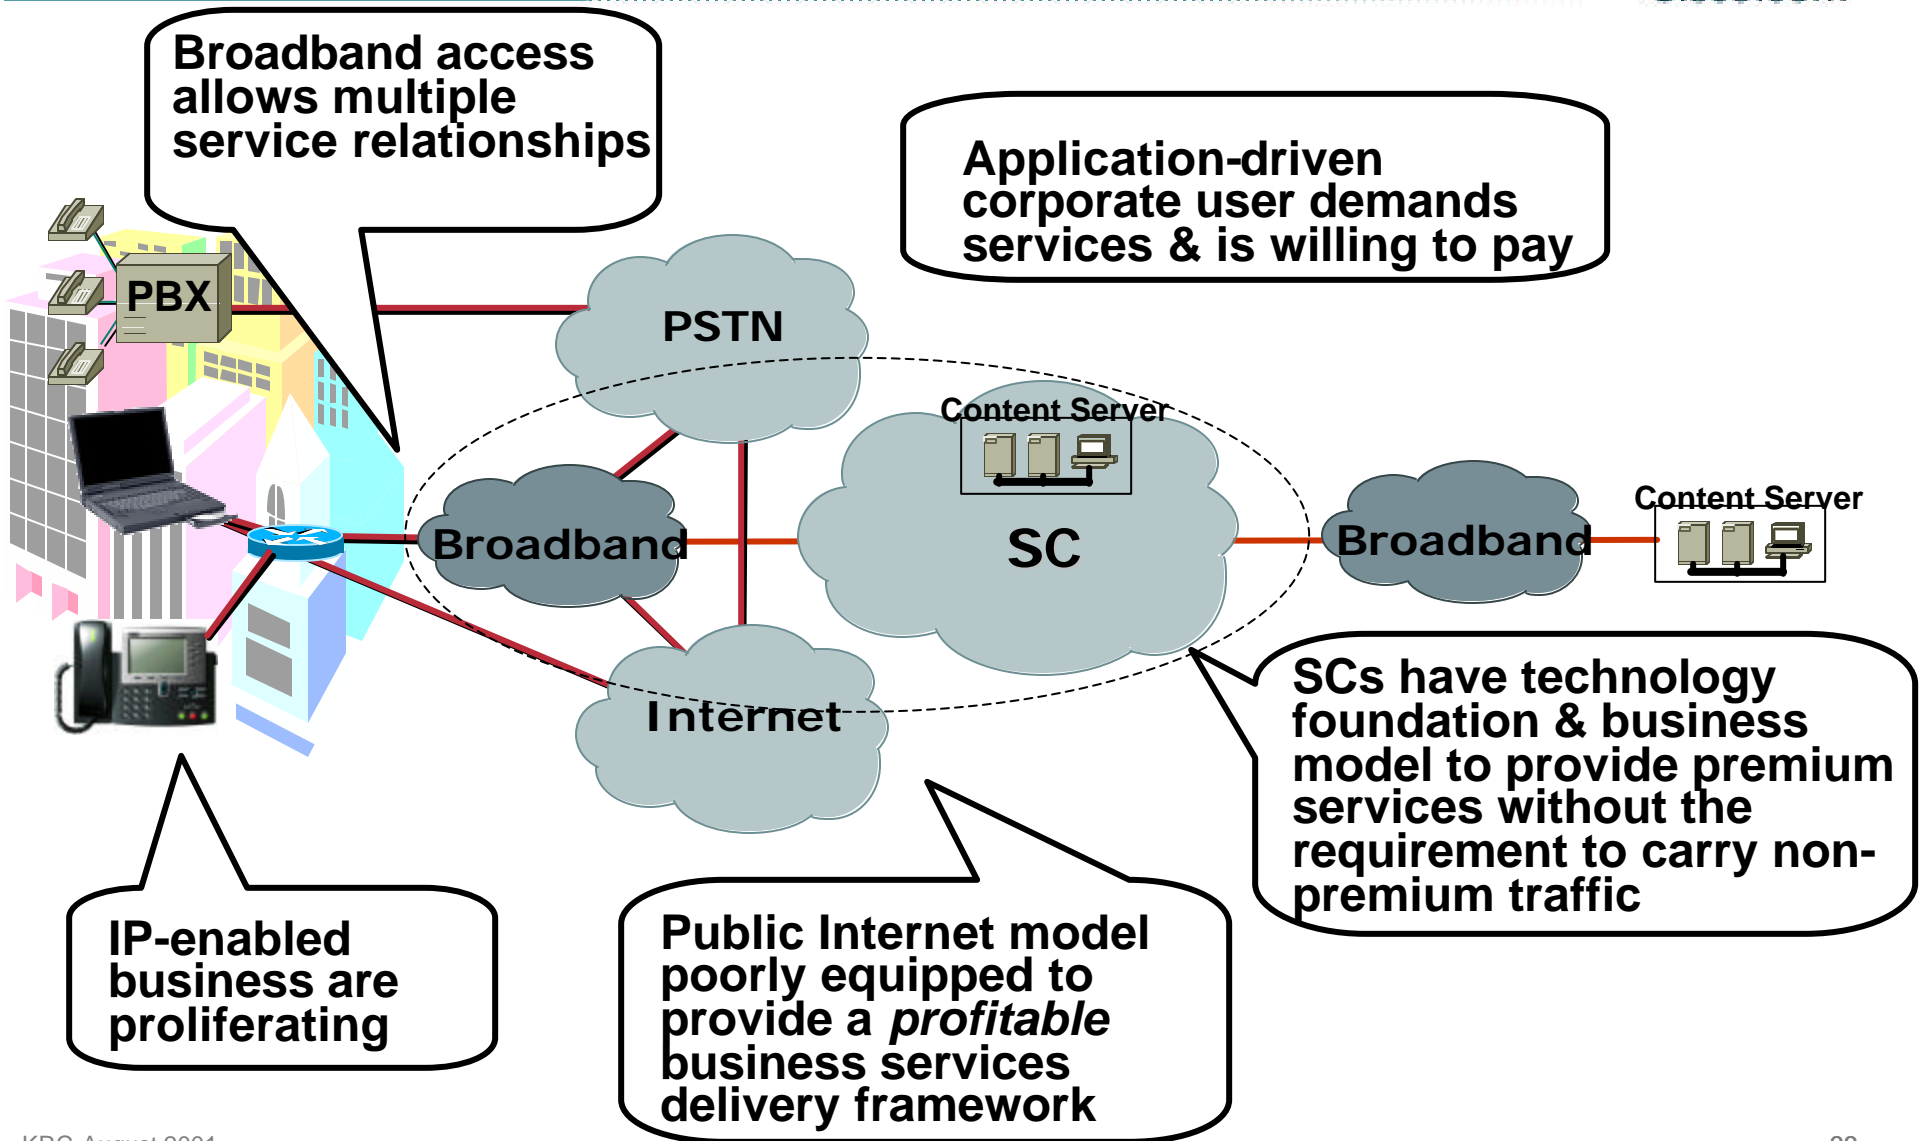 Broadband access
allows multiple
service relationships
Application-driven
corporate user demands
services & is willing to pay
PBX
PSTN
Content Server
Broadband
SC
Broadband
Content Server
Internet
SCs have technology
foundation & business
model to provide premium
services without the
requirement to carry non-
premium traffic
IP-enabled
business are
proliferating
Public Internet model
poorly equipped to
provide a profitable
business services
delivery framework
August 2001